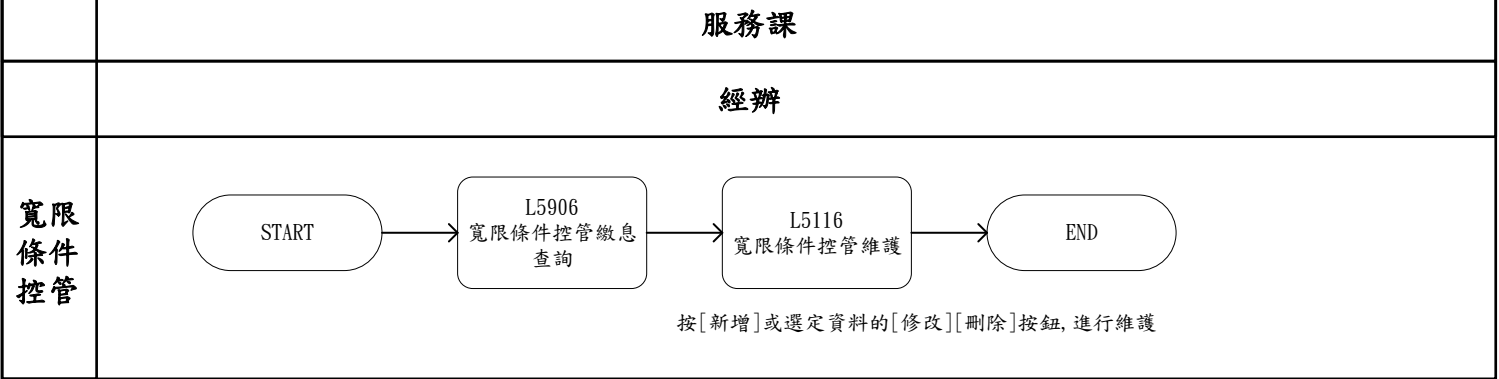 服務課
經辦
寬限
條件
控管
START
L5906
寬限條件控管繳息
查詢
L5116
寬限條件控管維護
END
按[新增]或選定資料的[修改][刪除]按鈕,進行維護